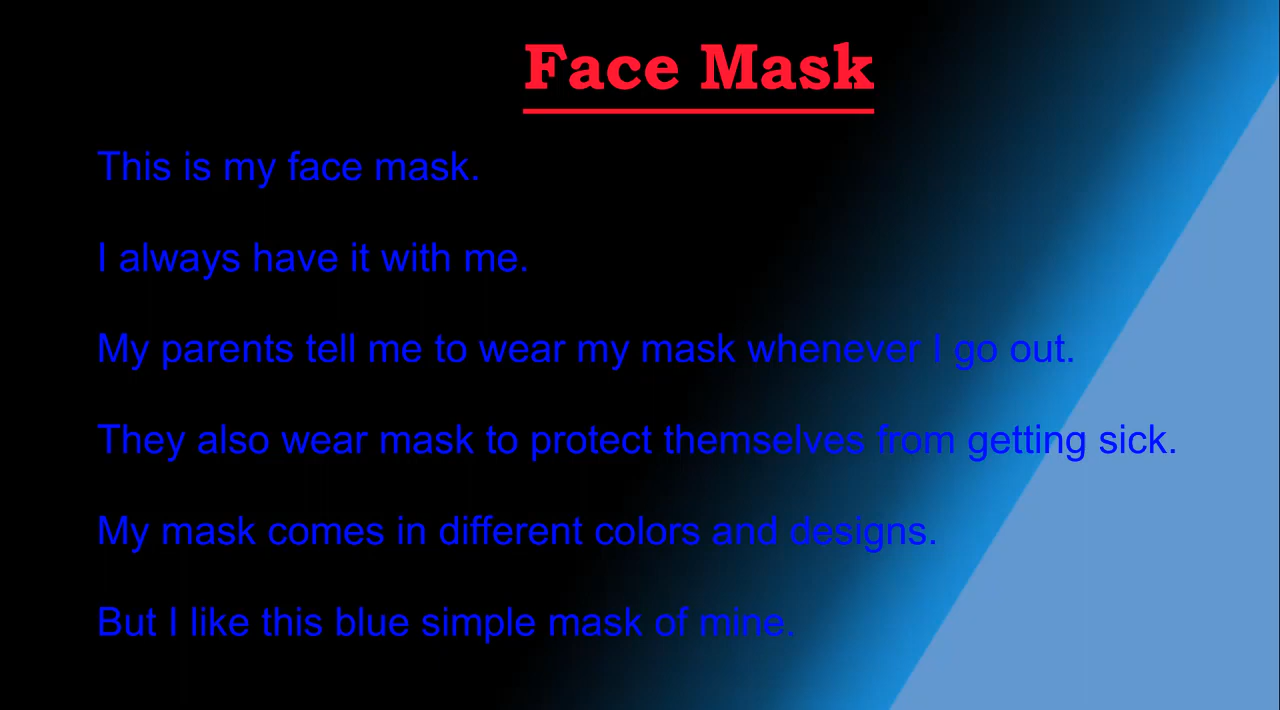 Face Mask
This is my face mask.
I always have it with me.
My parents tell me to wear my mask whenever I go out.
They also wear mask to protect themselves from getting sick.
My mask comes in different colors and designs.
But I like this blue simple mask of mine.